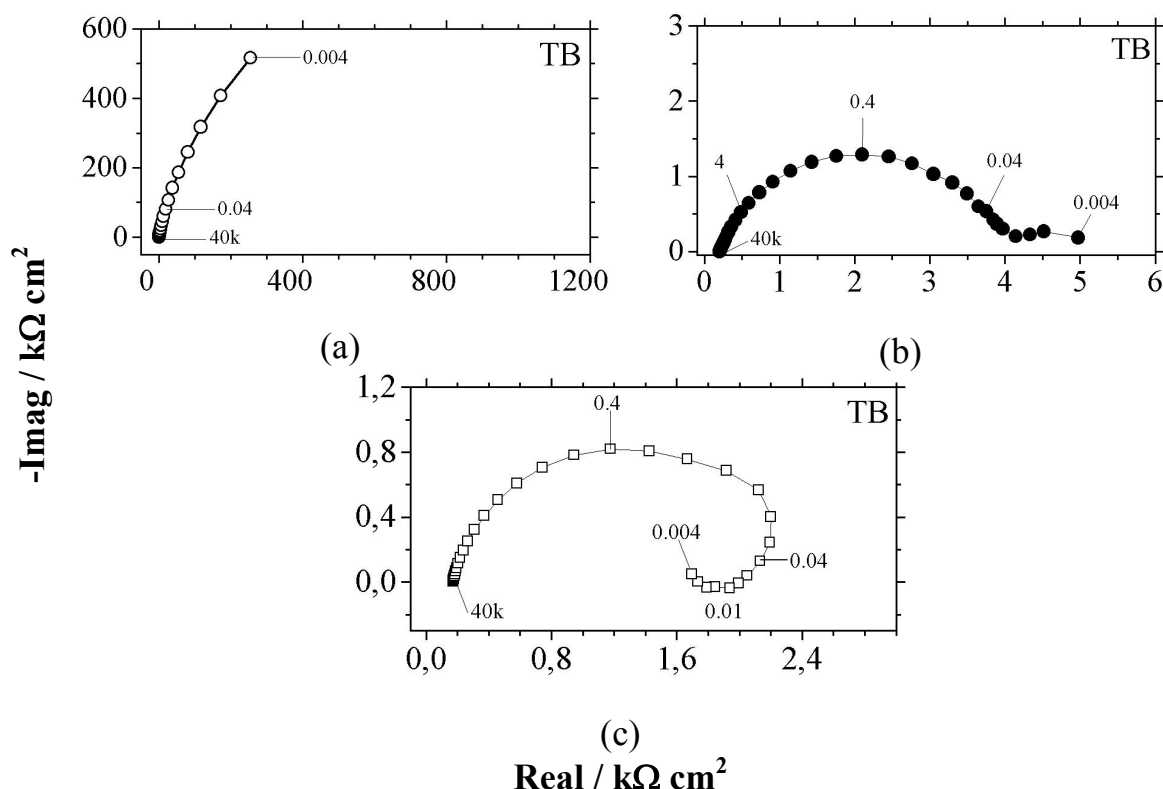 600
400
200
0
0 400 800 1200
TB
0.004
0.04
40k
(a)
3
2
1
0
0 1 2 3 4 5 6
TB
0.4
4
0.04
0.004
40k
(b)
1,2
0,8
0,4
0,0
0,0 0,8 1,6 2,4
TB
0.4
0.004
0.04
0.01
40k
(c)
-Imag / kΩ cm²
Real / kΩ cm²